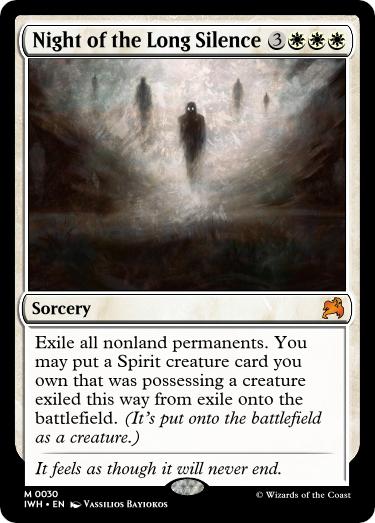 Night of the Long Silence 3
Sorcery
Exile all nonland permanents. You
may put a Spirit creature card you
own that was possessing a creature
exiled this way from exile onto the
battlefield. (It's put onto the battlefield
as a creature.)
It feels as though it will never end.
M 0030
IWH • EN Vassilios Bayiokos
© Wizards of the Coast